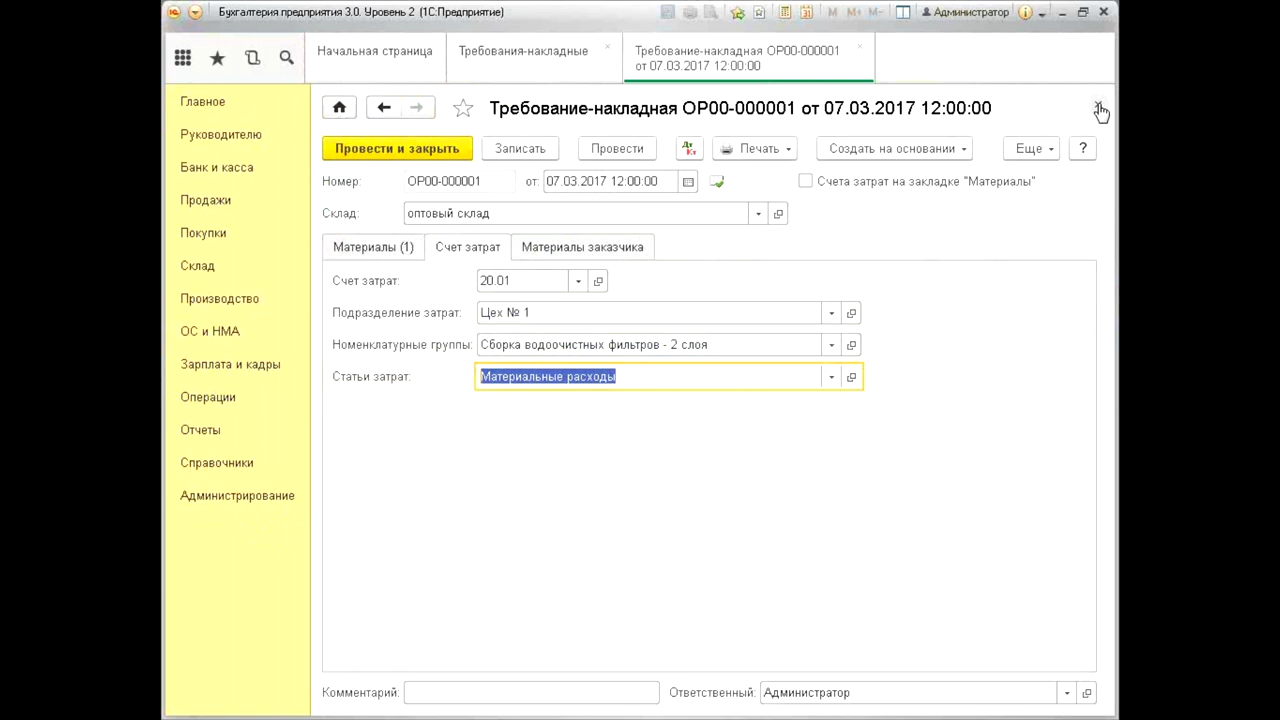 Бухгалтерия предприятия 3.0. Уровень 2 (1С:Предприятие)
M M+ M- Администратор
Начальная страница
Требования-накладные
Требование-накладная ОР00-000001
от 07.03.2017 12:00:00
Главное
Руководителю
Банк и касса
Продажи
Покупки
Склад
Производство
ОС и НМА
Зарплата и кадры
Операции
Отчеты
Справочники
Администрирование
Требование-накладная ОР00-000001 от 07.03.2017 12:00:00
Провести и закрыть Записать Провести Дт Кт Печать Создать на основании Еще ?
Номер: ОР00-000001 от: 07.03.2017 12:00:00 Счета затрат на закладке "Материалы"
Склад: оптовый склад
Материалы (1) Счет затрат Материалы заказчика
Счет затрат: 20.01
Подразделение затрат: Цех № 1
Номенклатурные группы: Сборка водоочистных фильтров - 2 слоя
Статьи затрат: Материальные расходы
Комментарий: Ответственный: Администратор